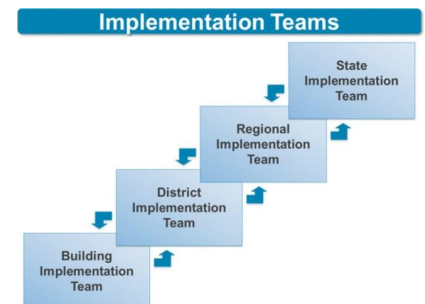 Implementation Teams
State
Implementation
Team
Regional
Implementation
Team
District
Implementation
Team
Building
Implementation
Team